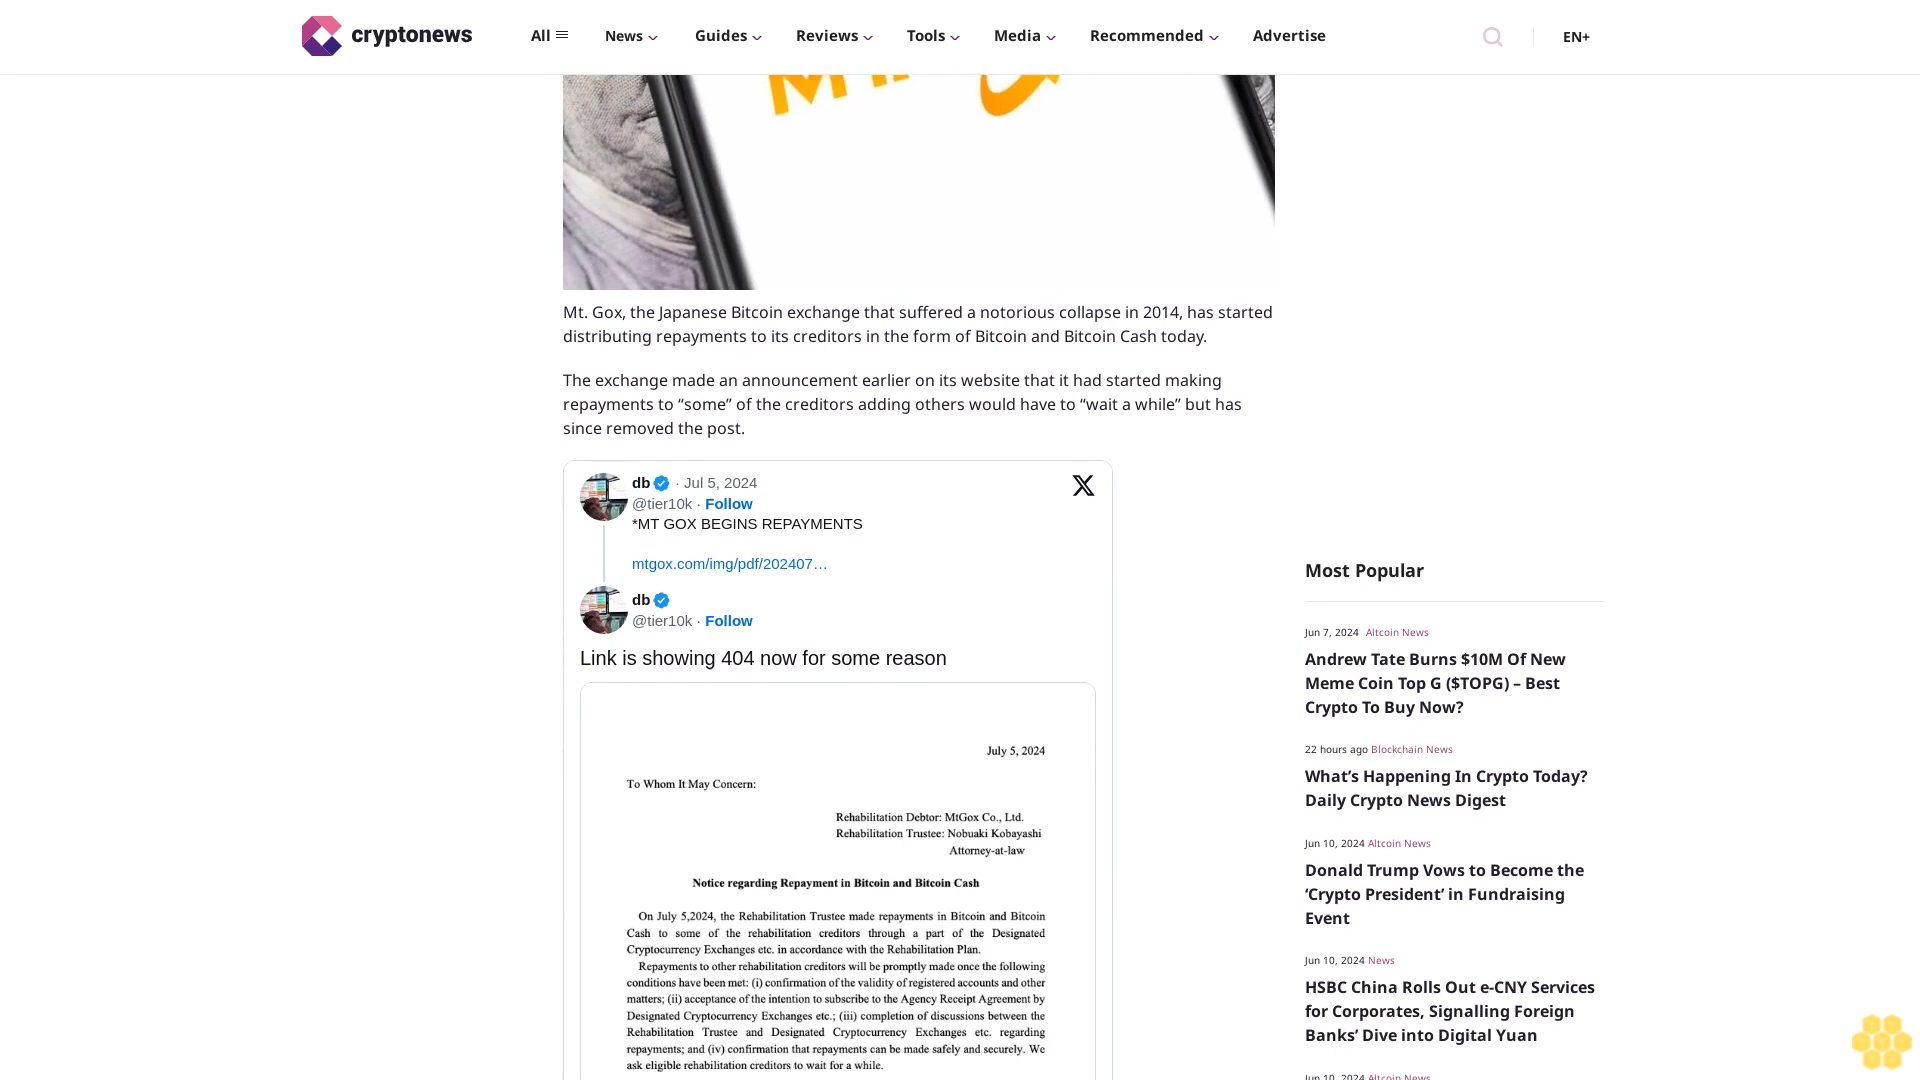 cryptonews
All
News
Guides
Reviews
Tools
Media
Recommended
Advertise
EN+
Mt. Gox, the Japanese Bitcoin exchange that suffered a notorious collapse in 2014, has started
distributing repayments to its creditors in the form of Bitcoin and Bitcoin Cash today.
The exchange made an announcement earlier on its website that it had started making
repayments to “some” of the creditors adding others would have to “wait a while” but has
since removed the post.
db · Jul 5, 2024
@tier10k · Follow
*MT GOX BEGINS REPAYMENTS
mtgox.com/img/pdf/202407…
db
@tier10k · Follow
Link is showing 404 now for some reason
July 5, 2024
To Whom It May Concern:
Rehabilitation Debtor: MtGox Co., Ltd.
Rehabilitation Trustee: Nobuaki Kobayashi
Attorney-at-law
Notice regarding Repayment in Bitcoin and Bitcoin Cash
On July 5,2024, the Rehabilitation Trustee made repayments in Bitcoin and Bitcoin
Cash to some of the rehabilitation creditors through a part of the Designated
Cryptocurrency Exchanges etc. in accordance with the Rehabilitation Plan.
Repayments to other rehabilitation creditors will be promptly made once the following
conditions have been met: (i) confirmation of the validity of registered accounts and other
matters; (ii) acceptance of the intention to subscribe to the Agency Receipt Agreement by
Designated Cryptocurrency Exchanges etc.; (iii) completion of discussions between the
Rehabilitation Trustee and Designated Cryptocurrency Exchanges etc. regarding
repayments; and (iv) confirmation that repayments can be made safely and securely. We
ask eligible rehabilitation creditors to wait for a while.
Most Popular
Jun 7, 2024 Altcoin News
Andrew Tate Burns $10M Of New
Meme Coin Top G ($TOPG) – Best
Crypto To Buy Now?
22 hours ago Blockchain News
What’s Happening In Crypto Today?
Daily Crypto News Digest
Jun 10, 2024 Altcoin News
Donald Trump Vows to Become the
‘Crypto President’ in Fundraising
Event
Jun 10, 2024 News
HSBC China Rolls Out e-CNY Services
for Corporates, Signalling Foreign
Banks’ Dive into Digital Yuan
Jun 10, 2024 Altcoin News